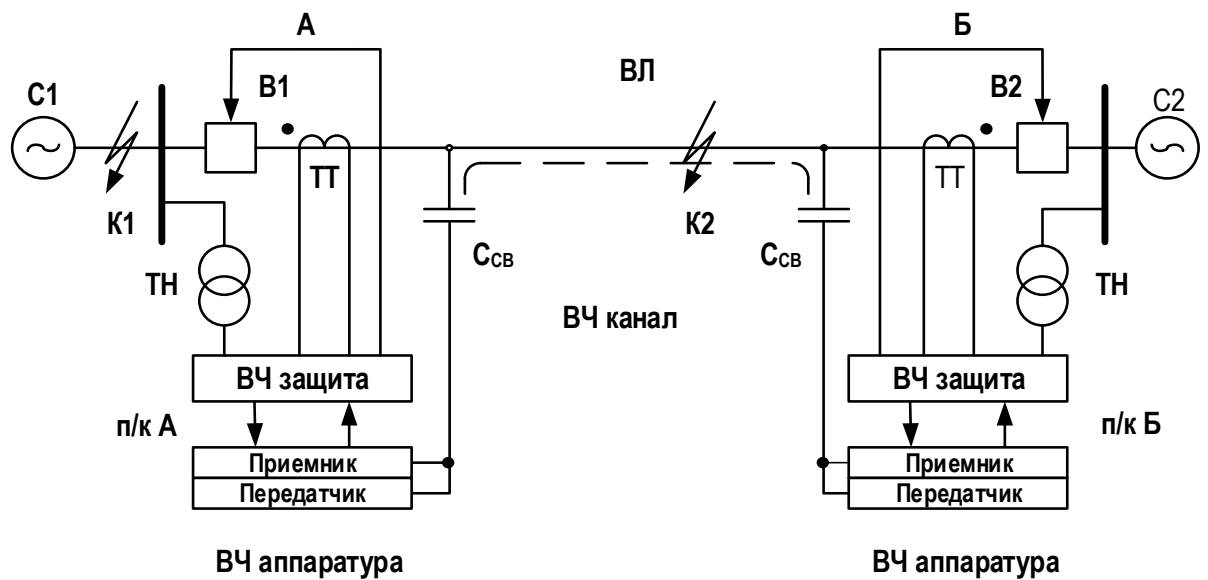 А
Б
ВЛ
С1
В1
В2
С2
ТТ
ТТ
К1
К2
ССВ
ССВ
ТН
ТН
ВЧ канал
ВЧ защита
ВЧ защита
п/к А
п/к Б
Приемник
Приемник
Передатчик
Передатчик
ВЧ аппаратура
ВЧ аппаратура